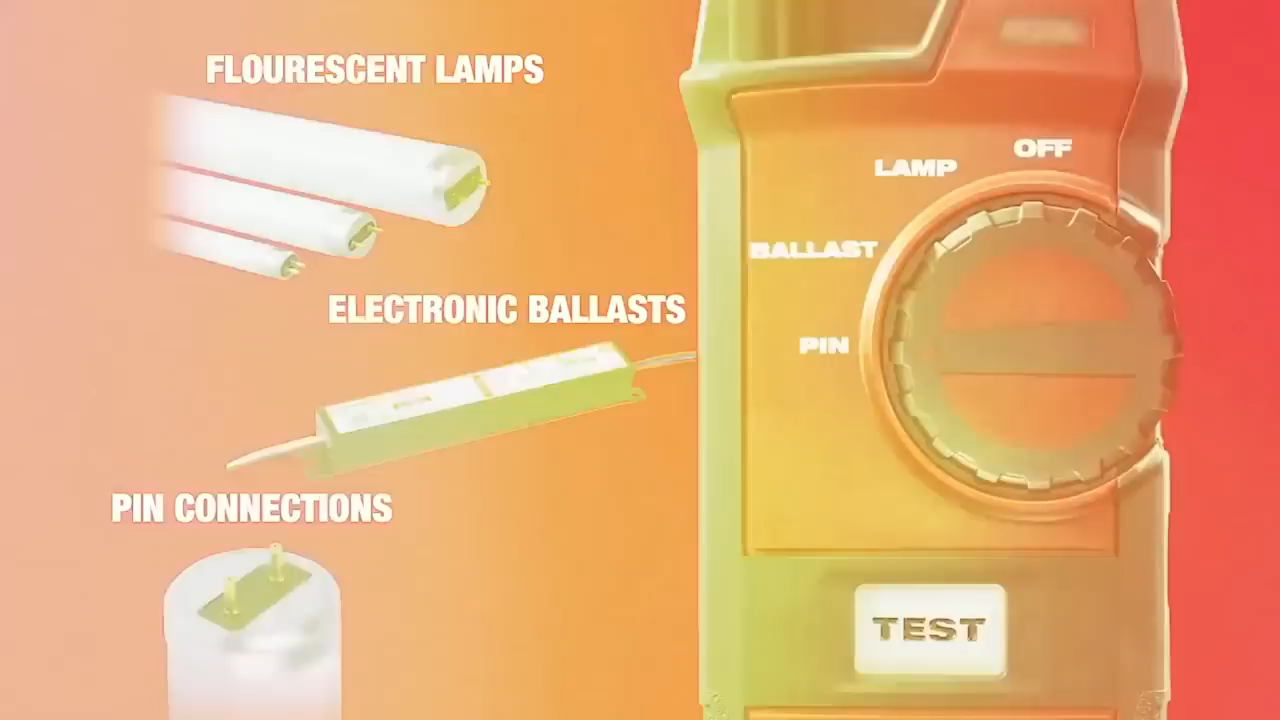 FLOURESCENT LAMPS
ELECTRONIC BALLASTS
PIN CONNECTIONS
OFF
LAMP
BALLAST
PIN
TEST